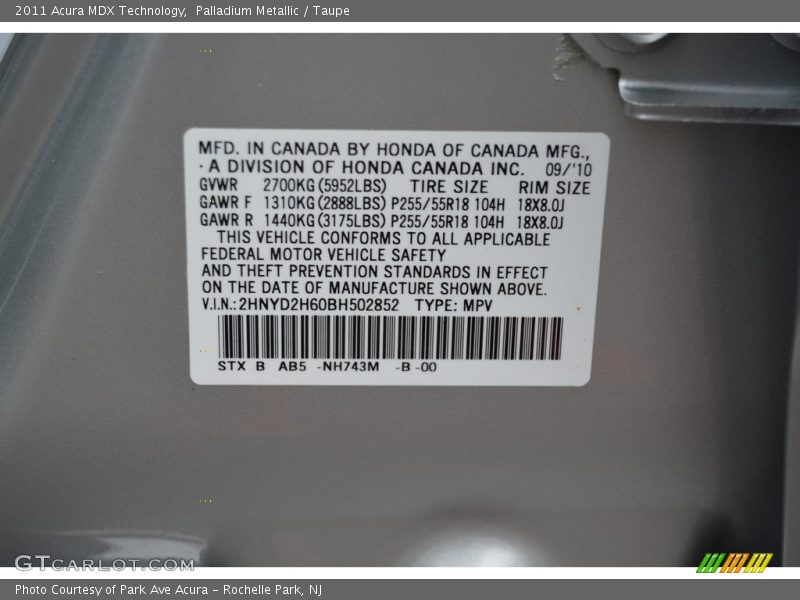 2011 Acura MDX Technology,  Palladium Metallic / Taupe
MFD. IN CANADA BY HONDA OF CANADA MFG.,
A DIVISION OF HONDA CANADA INC. 09/'10
GVWR 2700KG(5952LBS) TIRE SIZE RIM SIZE
GAWR F 1310KG(2888LBS) P255/55R18 104H 18X8.0J
GAWR R 1440KG(3175LBS) P255/55R18 104H 18X8.0J
THIS VEHICLE CONFORMS TO ALL APPLICABLE
FEDERAL MOTOR VEHICLE SAFETY
AND THEFT PREVENTION STANDARDS IN EFFECT
ON THE DATE OF MANUFACTURE SHOWN ABOVE.
V.I.N.: 2HNYD2H60BH502852 TYPE: MPV
STX B AB5 -NH743M -B -00
GTCARLOT.COM
Photo Courtesy of Park Ave Acura - Rochelle Park, NJ